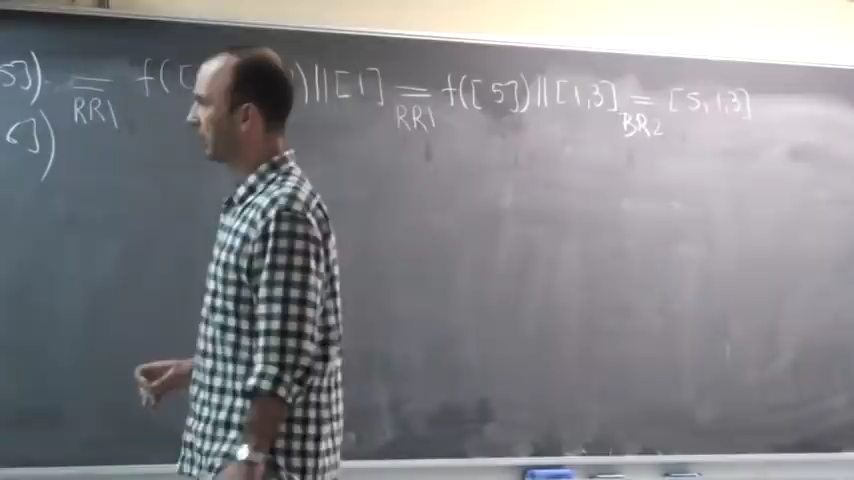 5]) = f([ )||[1] = f([5])||[1,3] = [5,1,3]
RR1 RR1 BR2
6])